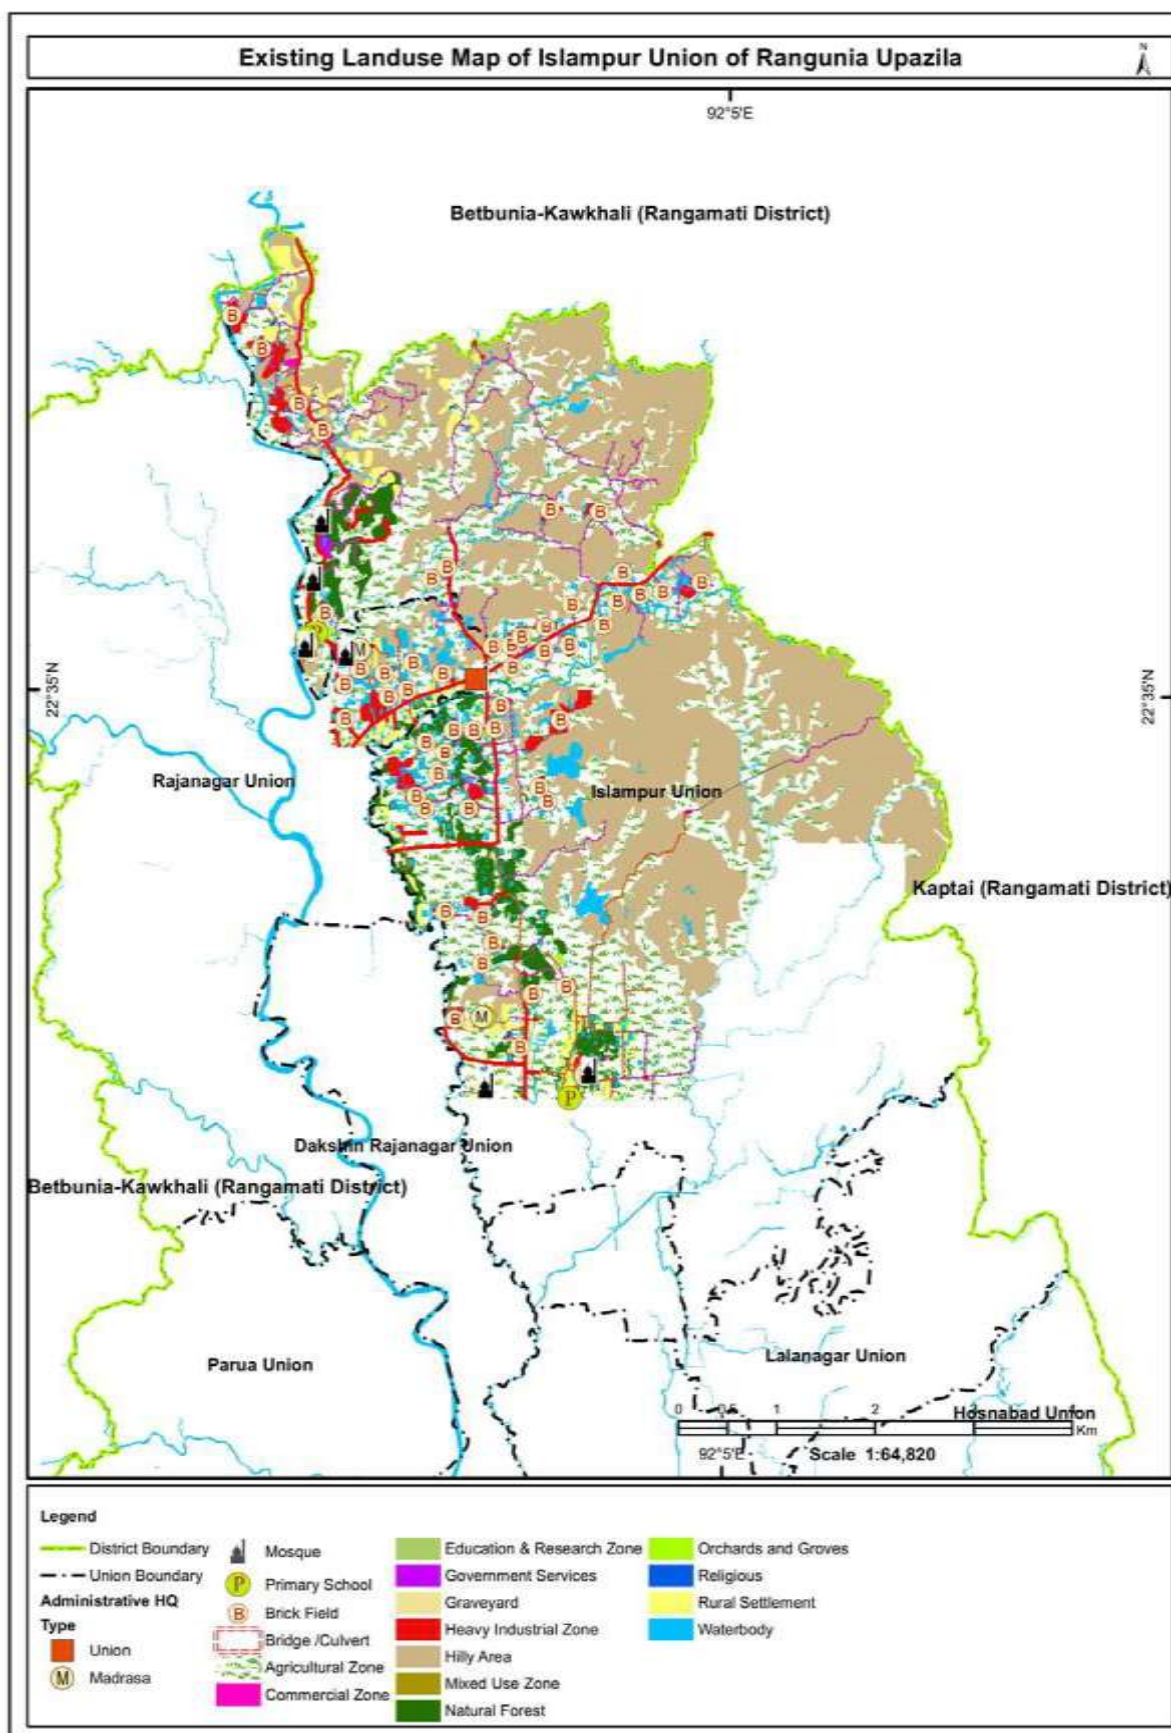 Existing Landuse Map of Islampur Union of Rangunia Upazila
N
92°5'E
Betbunia-Kawkhali (Rangamati District)
22°35'N
22°35'N
Rajanagar Union
Islampur Union
Kaptai (Rangamati District)
Dakshin Rajanagar Union
Betbunia-Kawkhali (Rangamati District)
Parua Union
Lalanagar Union
Hosnabad Union
0 0.5 1 2 3 4
Km
92°5'E
Scale 1:64,820
Legend
District Boundary
Union Boundary
Administrative HQ
Type
Union
M Madrasa
Mosque
P Primary School
B Brick Field
Bridge /Culvert
Agricultural Zone
Commercial Zone
Education & Research Zone
Government Services
Graveyard
Heavy Industrial Zone
Hilly Area
Mixed Use Zone
Natural Forest
Orchards and Groves
Religious
Rural Settlement
Waterbody